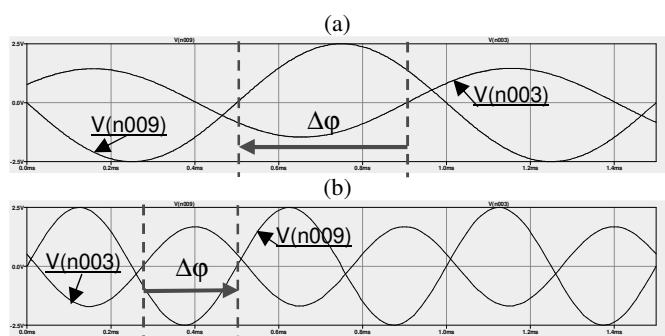 (a)
V(n009) V(n003)
2.5V
0.0V
-2.5V
V(n009)
Δφ
V(n003)
0.0ms 0.2ms 0.4ms 0.6ms 0.8ms 1.0ms 1.2ms 1.4ms
(b)
V(n009) V(n003)
2.5V
0.0V
-2.5V
V(n003)
Δφ
V(n009)
0.0ms 0.2ms 0.4ms 0.6ms 0.8ms 1.0ms 1.2ms 1.4ms